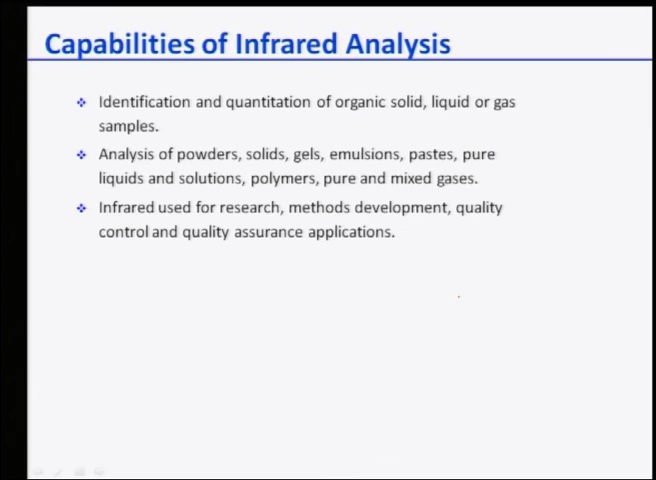 Capabilities of Infrared Analysis
Identification and quantitation of organic solid, liquid or gas
samples.
Analysis of powders, solids, gels, emulsions, pastes, pure
liquids and solutions, polymers, pure and mixed gases.
Infrared used for research, methods development, quality
control and quality assurance applications.